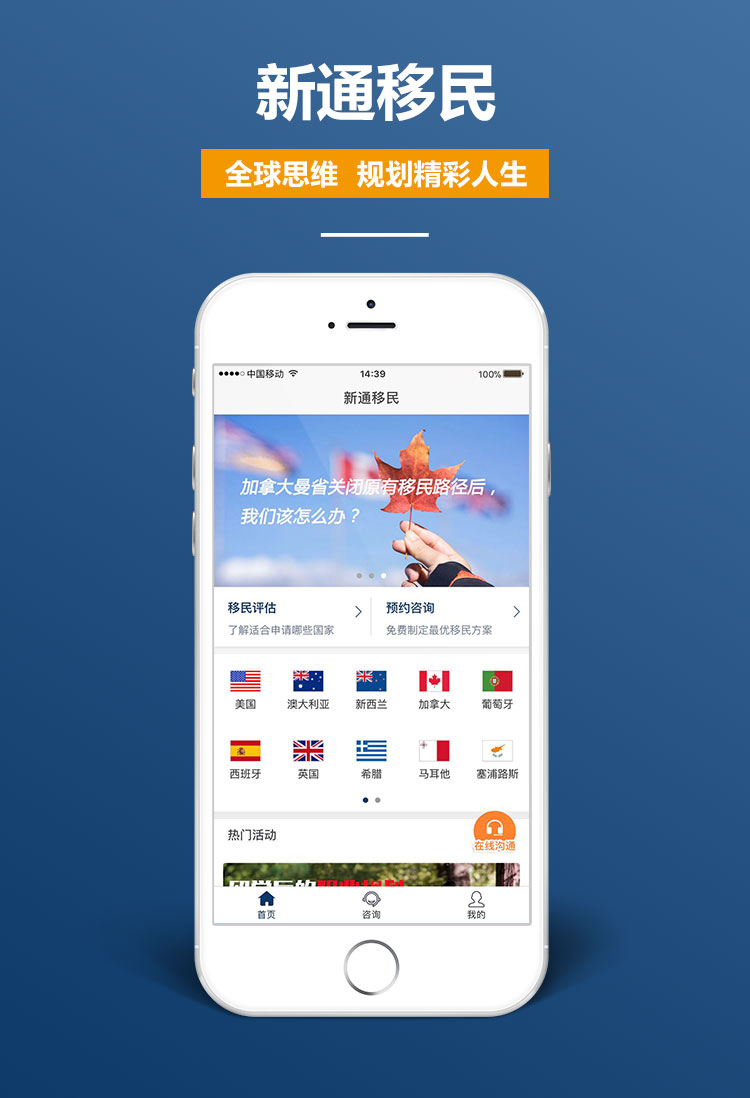 新通移民
全球思维 规划精彩人生
中国移动 14:39 100%
新通移民
加拿大曼省关闭原有移民路径后，
我们该怎么办？
移民评估 预约咨询
了解适合申请哪些国家 免费制定最优移民方案
美国 澳大利亚 新西兰 加拿大 葡萄牙
西班牙 英国 希腊 马耳他 塞浦路斯
热门活动
在线沟通
首页 咨询 我的